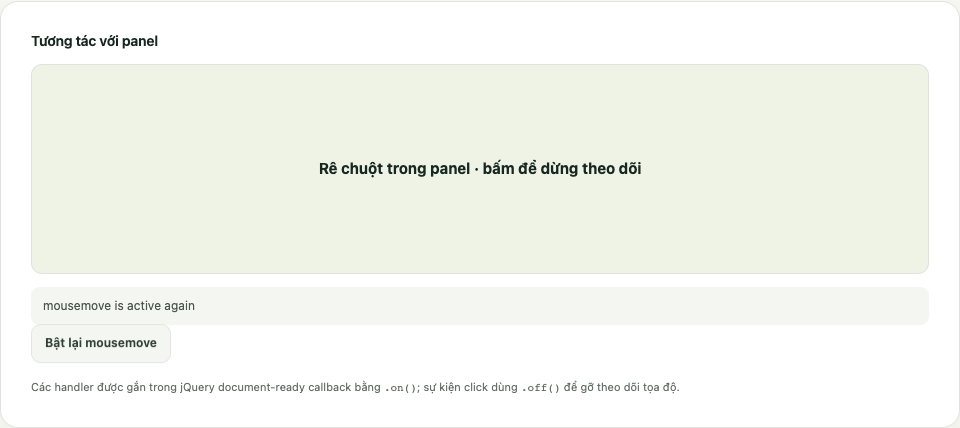 Tương tác với panel
Rê chuột trong panel · bấm để dừng theo dõi
mousemove is active again
Bật lại mousemove
Các handler được gắn trong jQuery document-ready callback bằng .on(); sự kiện click dùng .off() để gỡ theo dõi tọa độ.